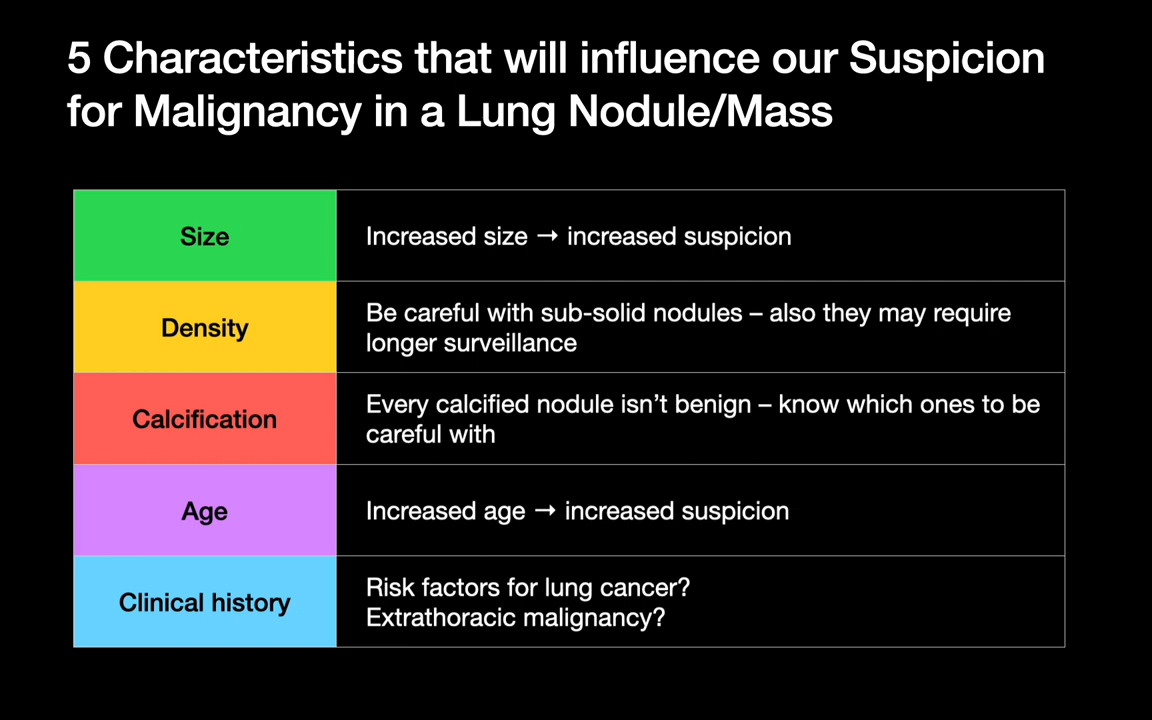 5 Characteristics that will influence our Suspicion
for Malignancy in a Lung Nodule/Mass
Size
Increased size → increased suspicion
Density
Be careful with sub-solid nodules – also they may require
longer surveillance
Calcification
Every calcified nodule isn’t benign – know which ones to be
careful with
Age
Increased age → increased suspicion
Clinical history
Risk factors for lung cancer?
Extrathoracic malignancy?